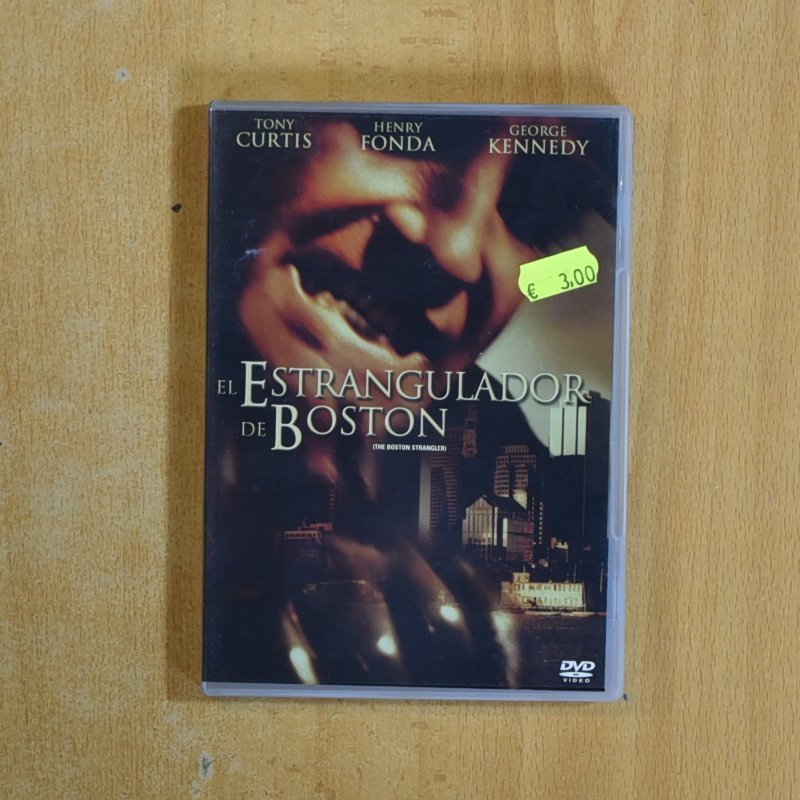 TONY HENRY GEORGE
CURTIS FONDA KENNEDY
€ 3,00
EL ESTRANGULADOR
DE BOSTON
(THE BOSTON STRANGLER)
DVD
VIDEO